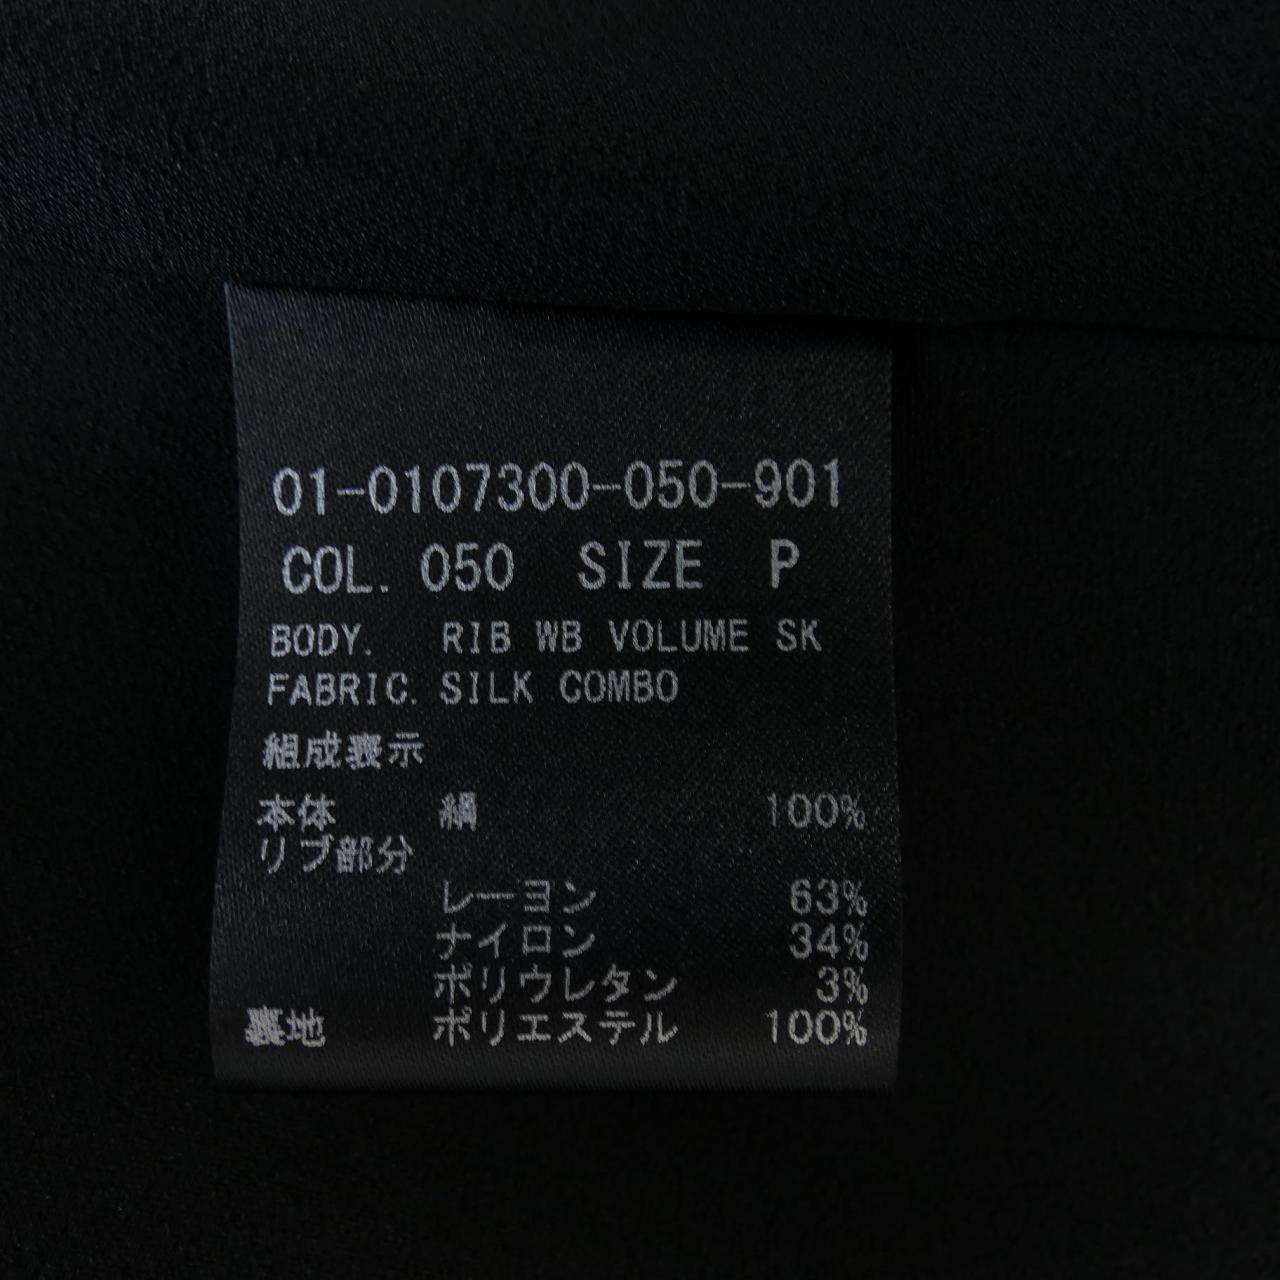 01-0107300-050-901
COL. 050 SIZE P
BODY. RIB WB VOLUME SK
FABRIC. SILK COMBO
組成表示
本体 絹 100%
リブ部分
レーヨン 63%
ナイロン 34%
ポリウレタン 3%
裏地 ポリエステル 100%